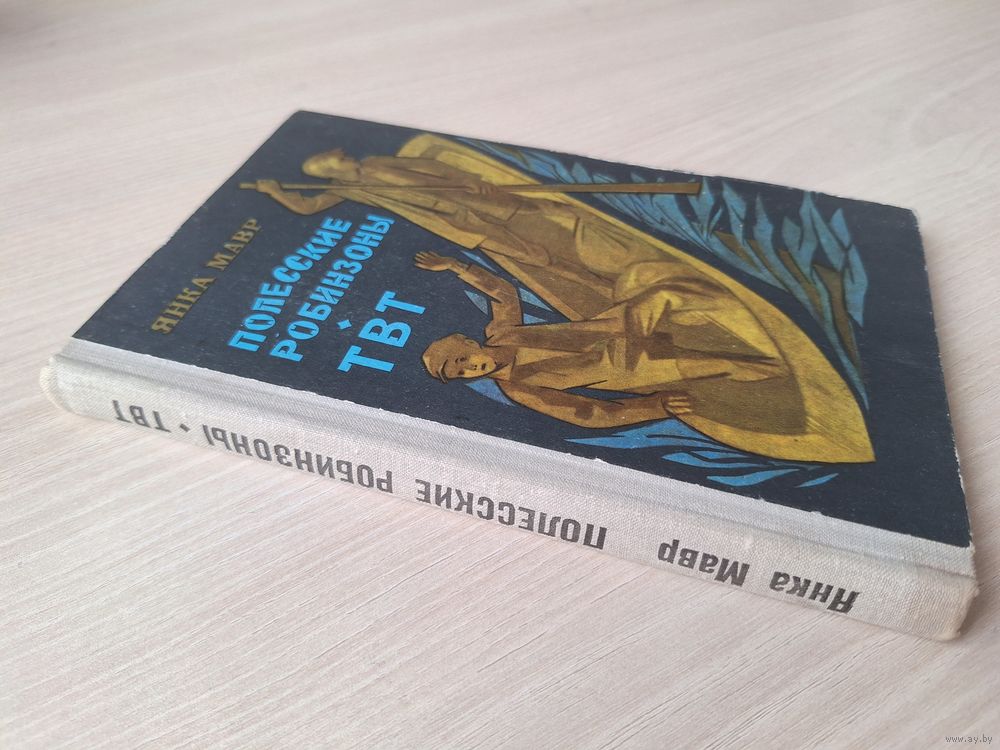 ЯНКА МАВР
ПОЛЕССКИЕ
РОБИНЗОНЫ
ТВТ
Янка Мавр ПОЛЕССКИЕ РОБИНЗОНЫ • ТВТ
www.ay.by